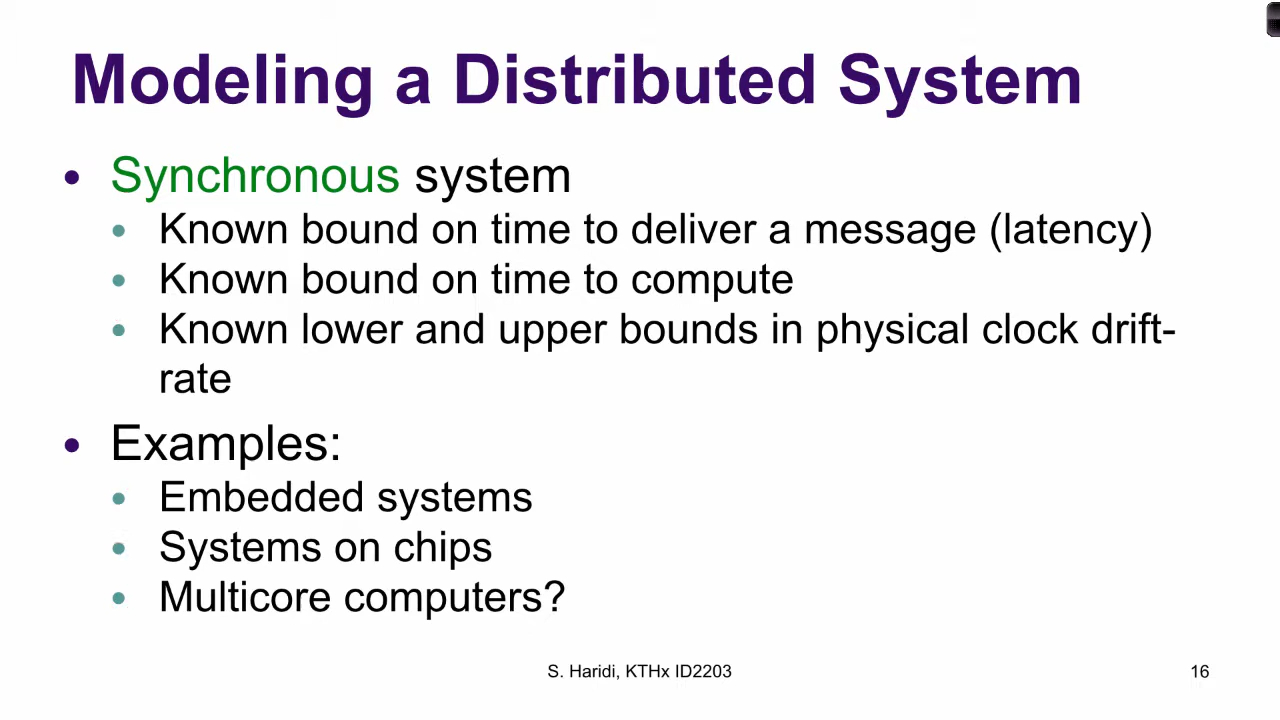 Modeling a Distributed System
• Synchronous system
• Known bound on time to deliver a message (latency)
• Known bound on time to compute
• Known lower and upper bounds in physical clock drift-
rate
• Examples:
• Embedded systems
• Systems on chips
• Multicore computers?
S. Haridi, KTHx ID2203
16